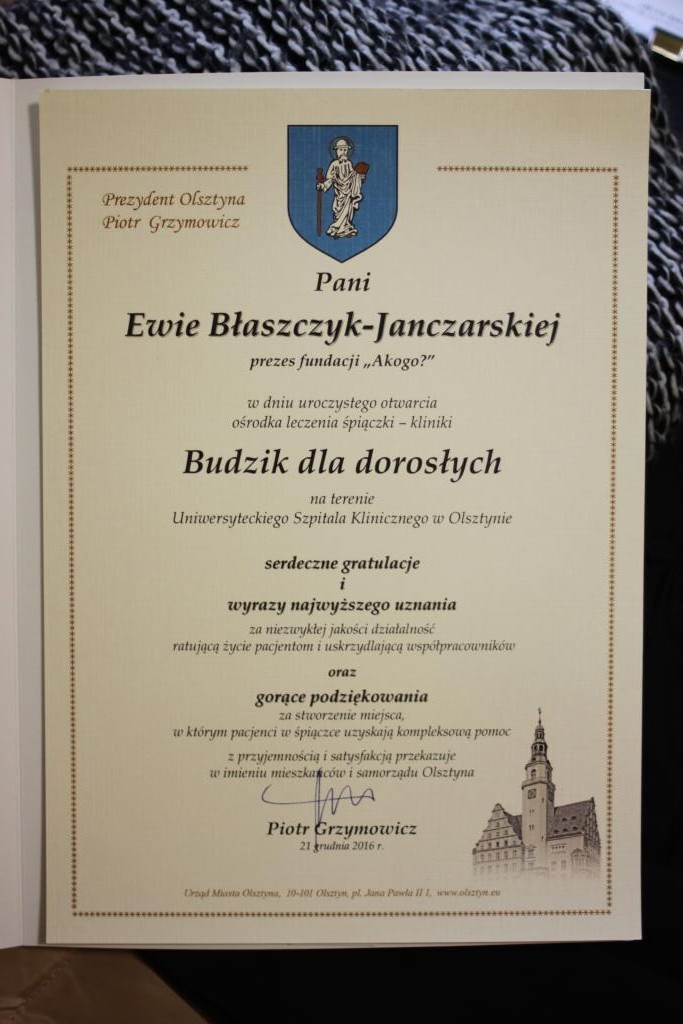 Prezydent Olsztyna
Piotr Grzymowicz
Pani
Ewie Błaszczyk-Janczarskiej
prezes fundacji „Akogo?”
w dniu uroczystego otwarcia
ośrodka leczenia śpiączki – kliniki
Budzik dla dorosłych
na terenie
Uniwersyteckiego Szpitala Klinicznego w Olsztynie
serdeczne gratulacje
i
wyrazy najwyższego uznania
za niezwykłej jakości działalność
ratującą życie pacjentom i uskrzydlającą współpracowników
oraz
gorące podziękowania
za stworzenie miejsca,
w którym pacjenci w śpiączce uzyskają kompleksową pomoc
z przyjemnością i satysfakcją przekazuje
w imieniu mieszkańców i samorządu Olsztyna
Piotr Grzymowicz
21 grudnia 2016 r.
Urząd Miasta Olsztyna, 10-101 Olsztyn, pl. Jana Pawła II 1, www.olsztyn.eu